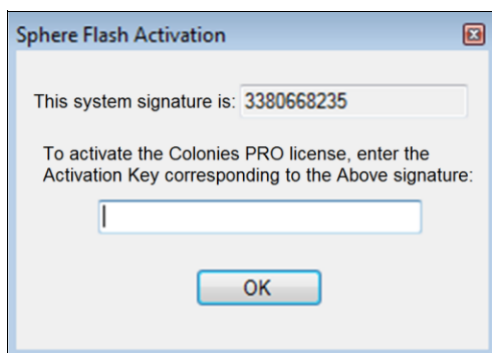 Sphere Flash Activation
This system signature is: 3380668235
To activate the Colonies PRO license, enter the
Activation Key corresponding to the Above signature:
OK